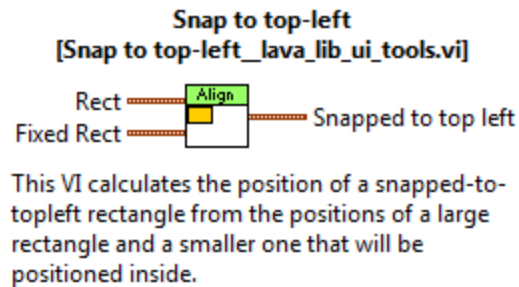 Snap to top-left
[Snap to top-left__lava_lib_ui_tools.vi]
Align
Rect
Fixed Rect
Snapped to top left
This VI calculates the position of a snapped-to-
topleft rectangle from the positions of a large
rectangle and a smaller one that will be
positioned inside.